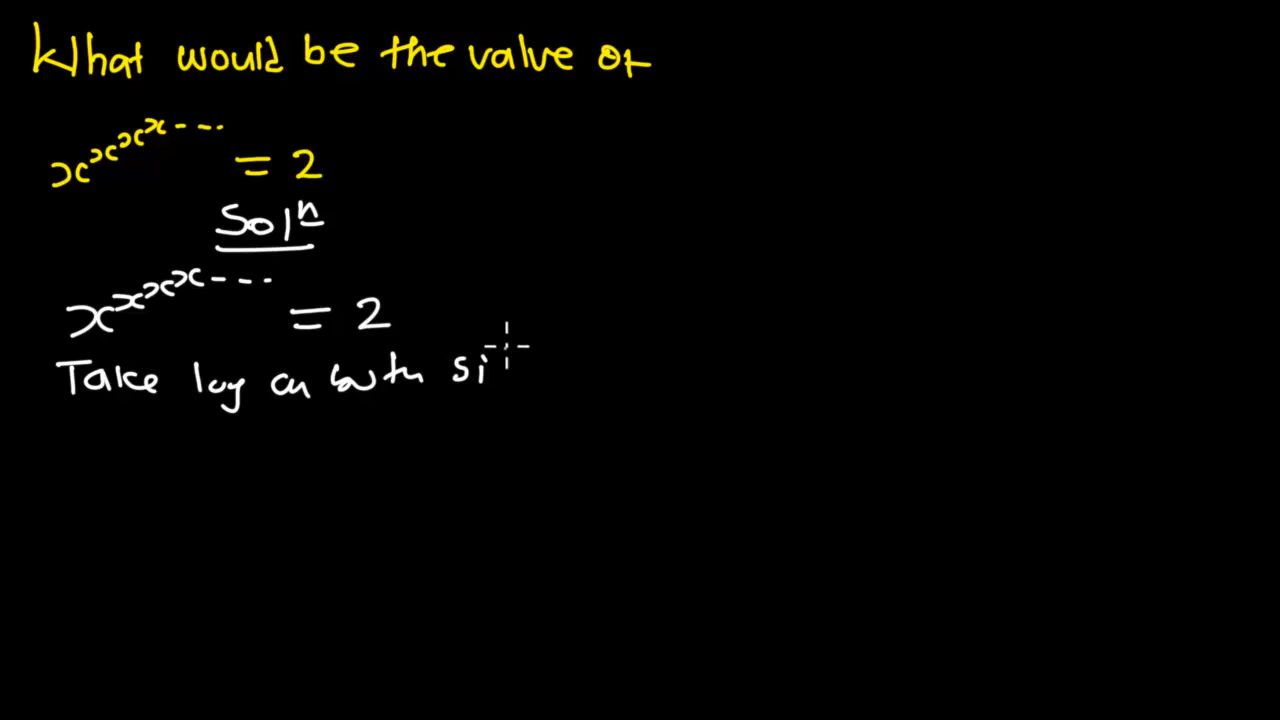 What would be the value of
x^x^x^x--- = 2
Solⁿ
x^x^x^x--- = 2
Take log on both si